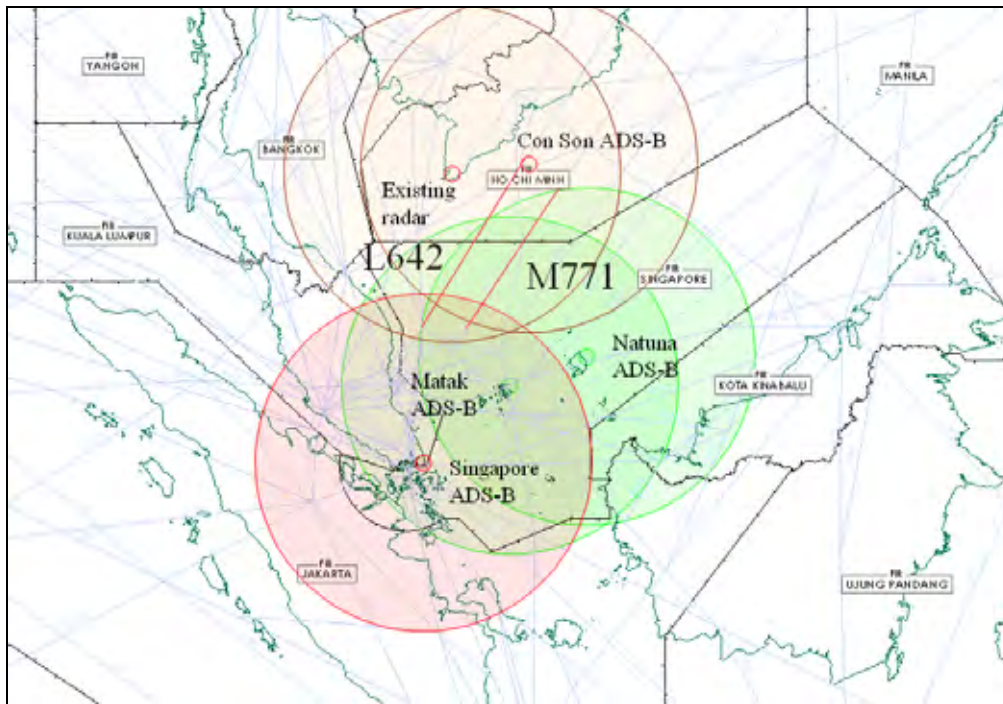 FIR
YANGON
FIR
MANILA
FIR
BANGKOK
Con Son ADS-B
FIR
HO CHI MINH
Existing
radar
FIR
KUALA LUMPUR
L642
M771
FIR
SINGAPORE
Natuna
ADS-B
Matak
ADS-B
FIR
KOTA KINABALU
Singapore
ADS-B
FIR
JAKARTA
FIR
UJUNG PANDANG